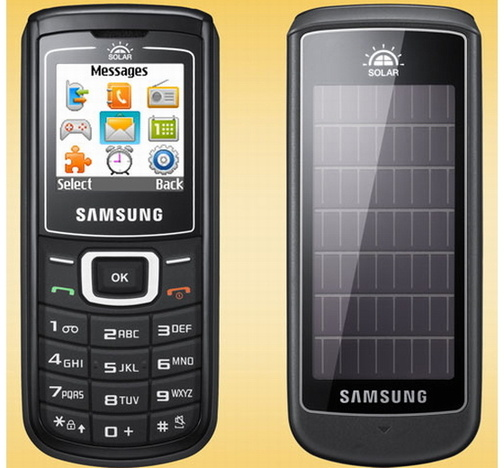 SOLAR
Messages
Select Back
SAMSUNG
OK
1
2ABC
3DEF
4GHI
5JKL
6MNO
7PQRS
8TUV
9WXYZ
*
0+
#
SOLAR
SAMSUNG